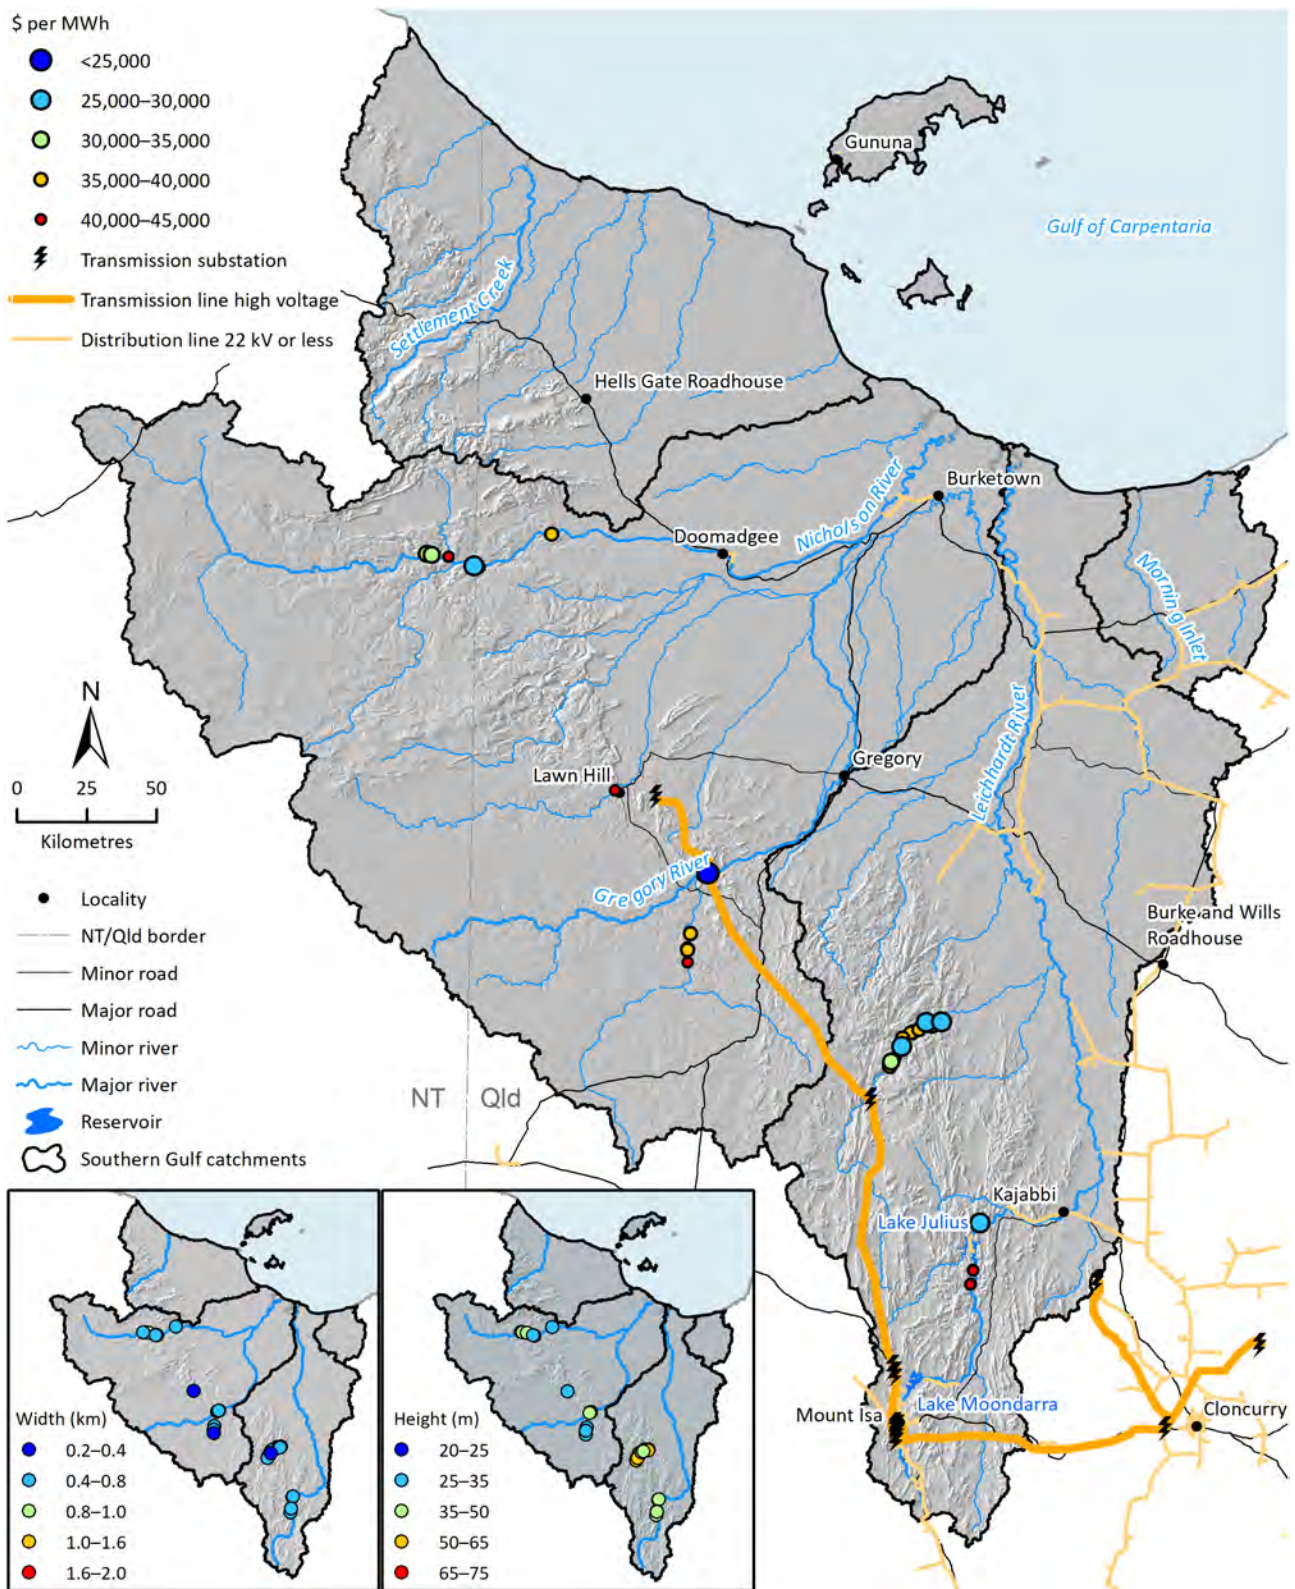 $ per MWh
<25,000
25,000–30,000
30,000–35,000
35,000–40,000
40,000–45,000
Transmission substation
Transmission line high voltage
Distribution line 22 kV or less
Gununa
Gulf of Carpentaria
Settlement Creek
Hells Gate Roadhouse
Nicholson River
Burketown
Doomadgee
Morning Inlet
N
0 25 50
Kilometres
Leichhardt River
Gregory
Lawn Hill
Gregory River
Burke and Wills
Roadhouse
Locality
NT/Qld border
Minor road
Major road
Minor river
Major river
Reservoir
Southern Gulf catchments
NT Qld
Kajabbi
Lake Julius
Mount Isa
Lake Moondarra
Cloncurry
Width (km)
0.2–0.4
0.4–0.8
0.8–1.0
1.0–1.6
1.6–2.0
Height (m)
20–25
25–35
35–50
50–65
65–75